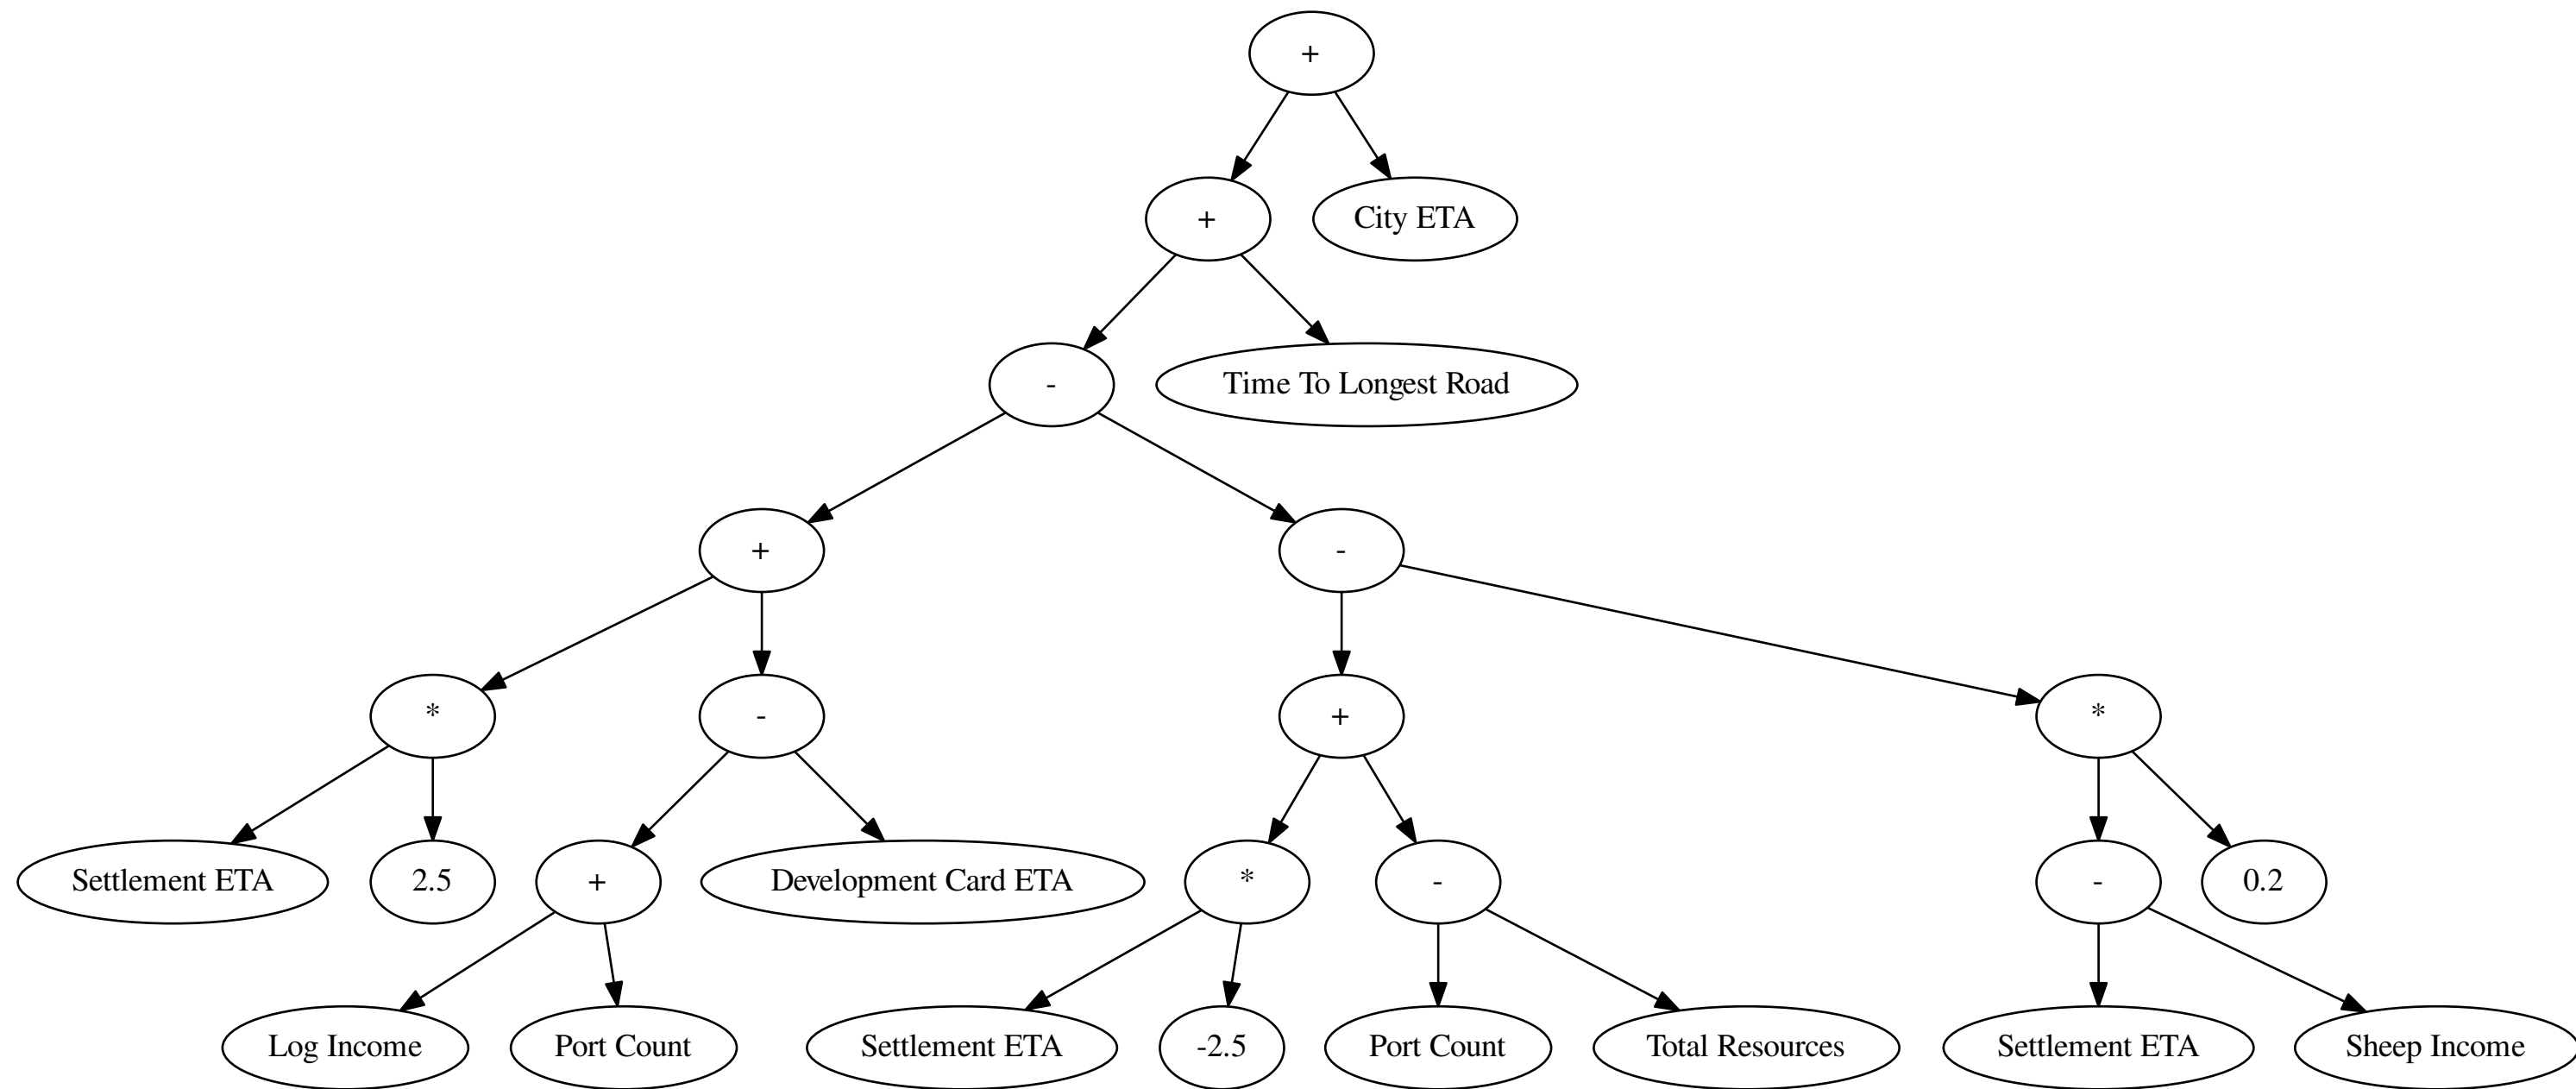 +
+
City ETA
-
Time To Longest Road
+
-
*
-
+
*
Settlement ETA
2.5
+
Development Card ETA
*
-
-
0.2
Log Income
Port Count
Settlement ETA
-2.5
Port Count
Total Resources
Settlement ETA
Sheep Income